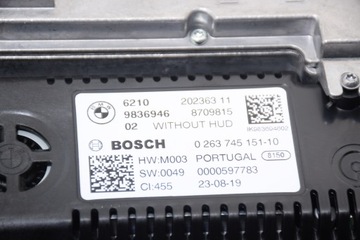 6210 202363 11
9836946 8709815
02 WITHOUT HUD
BOSCH 0 263 745 151-10
HW:M003 PORTUGAL 8150
SW:0049 0000597783
CI:455 23-08-19